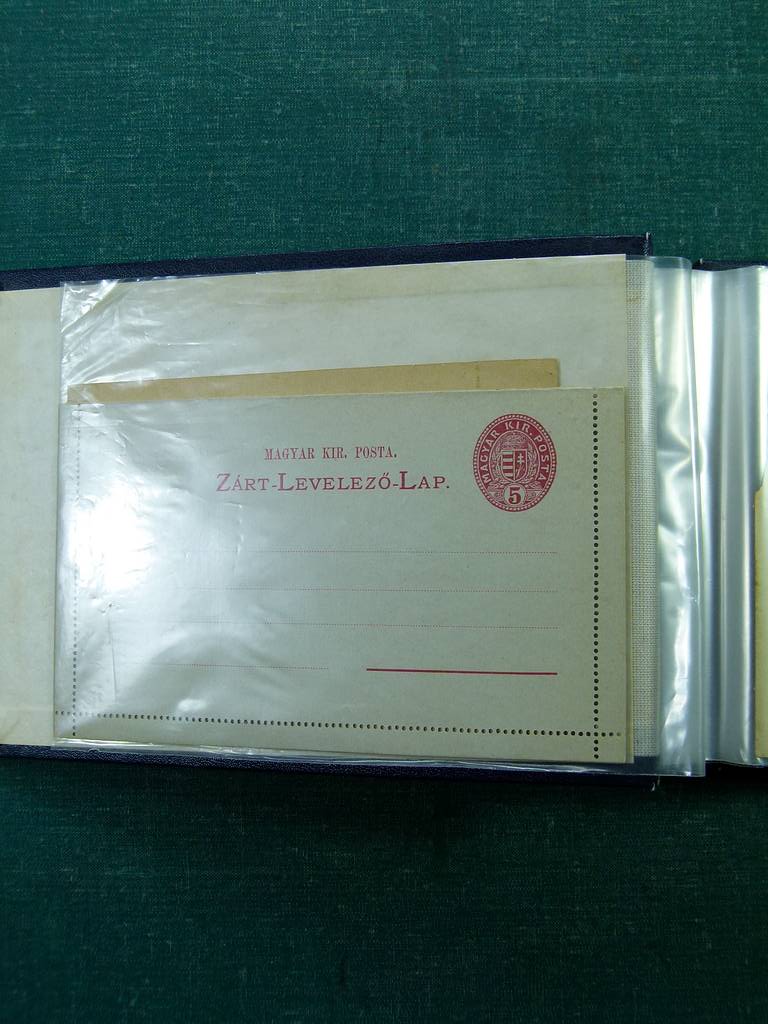 MAGYAR KIR. POSTA.
ZÁRT-LEVELEZŐ-LAP.
MAGYAR KIR. POSTA
5